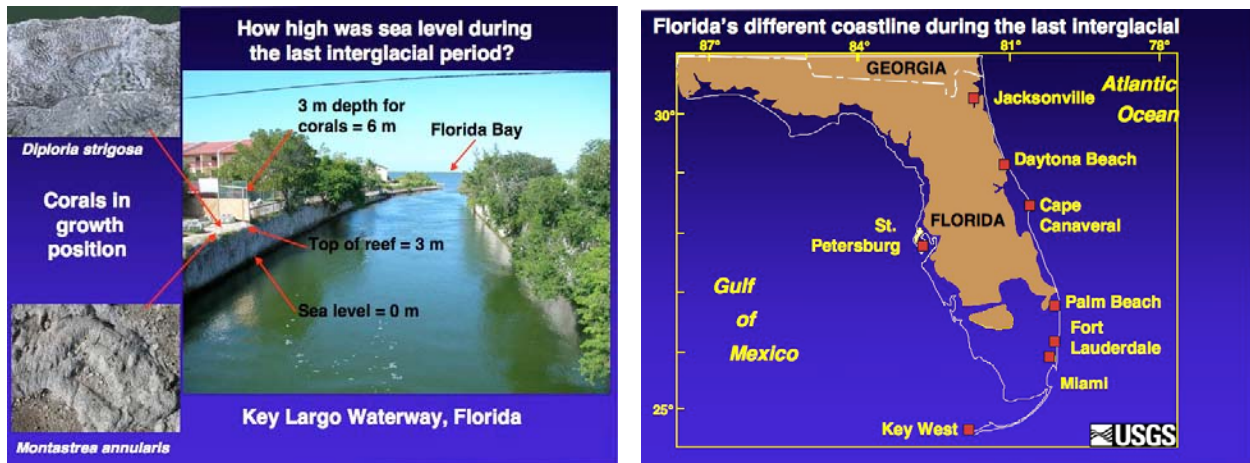 How high was sea level during
the last interglacial period?
3 m depth for
corals = 6 m
Florida Bay
Diploria strigosa
Corals in
growth
position
Top of reef = 3 m
Sea level = 0 m
Key Largo Waterway, Florida
Montastrea annularis
Florida's different coastline during the last interglacial
87°
84°
81°
78°
GEORGIA
Atlantic
Ocean
Jacksonville
30°
Daytona Beach
Cape
Canaveral
FLORIDA
St.
Petersburg
Gulf
of
Mexico
Palm Beach
Fort
Lauderdale
Miami
25°
Key West
USGS